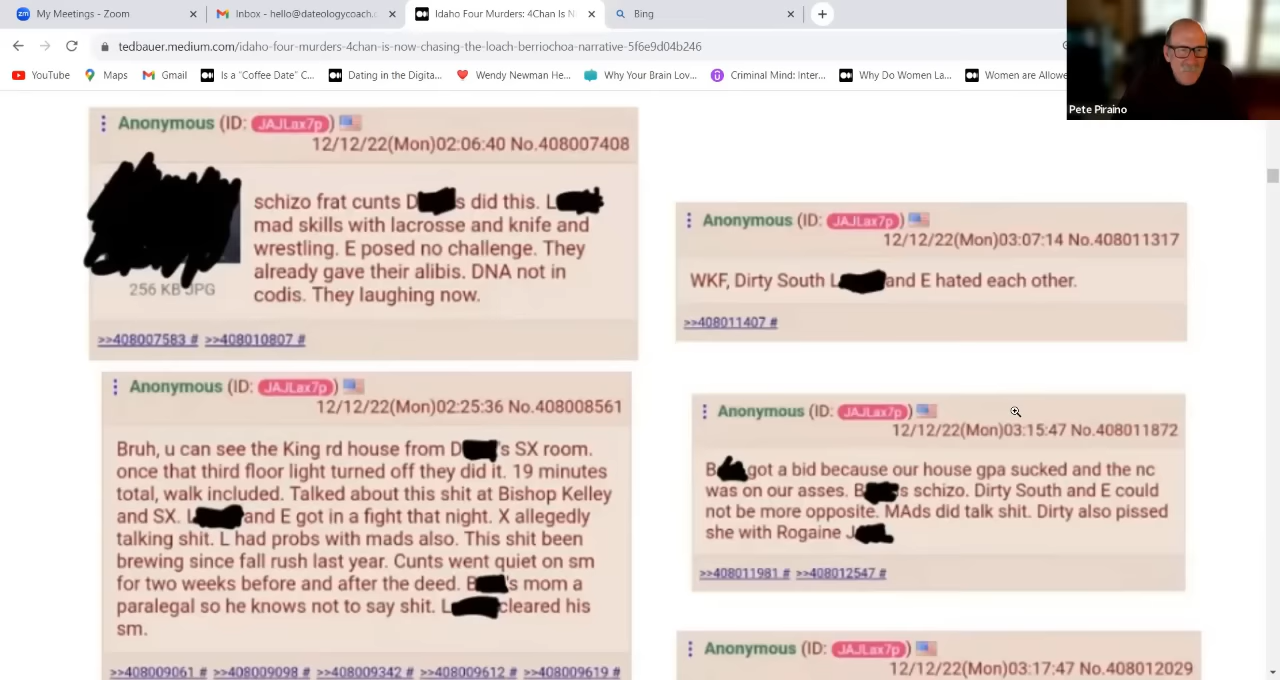 My Meetings - Zoom
Inbox - hello@dateologycoach.c
Idaho Four Murders: 4Chan Is N
Bing
tedbauer.medium.com/idaho-four-murders-4chan-is-now-chasing-the-loach-berriochoa-narrative-5f6e9d04b246
YouTube
Maps
Gmail
Is a "Coffee Date" C...
Dating in the Digita...
Wendy Newman He...
Why Your Brain Lov...
Criminal Mind: Inter...
Why Do Women La...
Women are Allowe
Pete Piraino
Anonymous (ID: JAJLax7p)
12/12/22(Mon)02:06:40 No.408007408
schizo frat cunts D s did this. L
mad skills with lacrosse and knife and
wrestling. E posed no challenge. They
already gave their alibis. DNA not in
codis. They laughing now.
256 KB JPG
>>408007583 # >>408010807 #
Anonymous (ID: JAJLax7p)
12/12/22(Mon)02:25:36 No.408008561
Bruh, u can see the King rd house from D 's SX room.
once that third floor light turned off they did it. 19 minutes
total, walk included. Talked about this shit at Bishop Kelley
and SX. L and E got in a fight that night. X allegedly
talking shit. L had probs with mads also. This shit been
brewing since fall rush last year. Cunts went quiet on sm
for two weeks before and after the deed. B 's mom a
paralegal so he knows not to say shit. L cleared his
sm.
>>408009061 # >>408009098 # >>408009342 # >>408009612 # >>408009619 #
Anonymous (ID: JAJLax7p)
12/12/22(Mon)03:07:14 No.408011317
WKF, Dirty South L and E hated each other.
>>408011407 #
Anonymous (ID: JAJLax7p)
12/12/22(Mon)03:15:47 No.408011872
B got a bid because our house gpa sucked and the nc
was on our asses. B s schizo. Dirty South and E could
not be more opposite. MAds did talk shit. Dirty also pissed
she with Rogaine J
>>408011981 # >>408012547 #
Anonymous (ID: JAJLax7p)
12/12/22(Mon)03:17:47 No.408012029